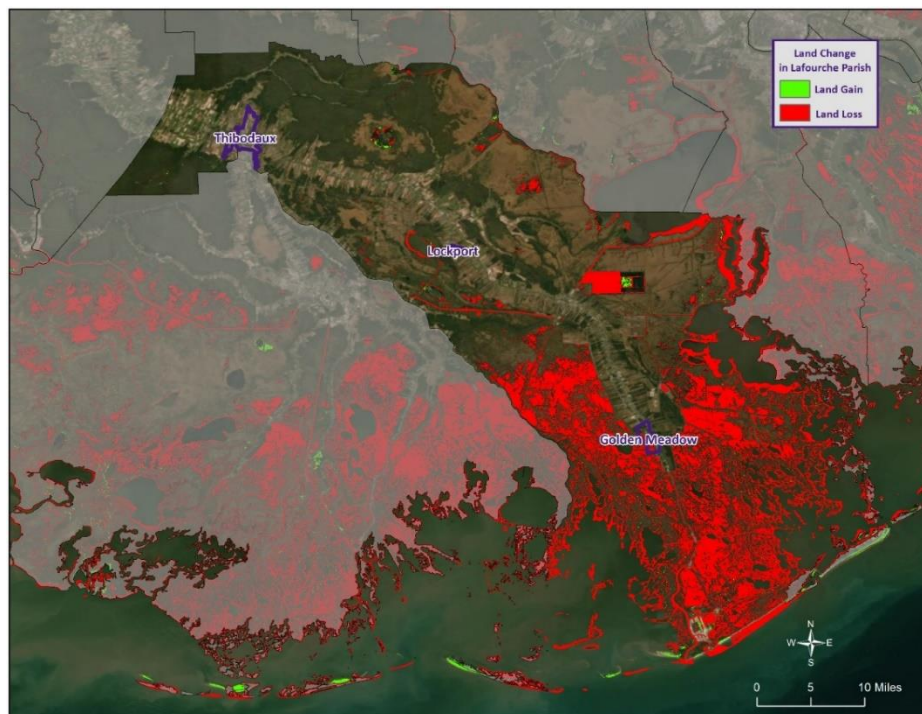 Land Change
in Lafourche Parish
Land Gain
Land Loss
Thibodaux
Lockport
Golden Meadow
N
W E
S
0 5 10 Miles